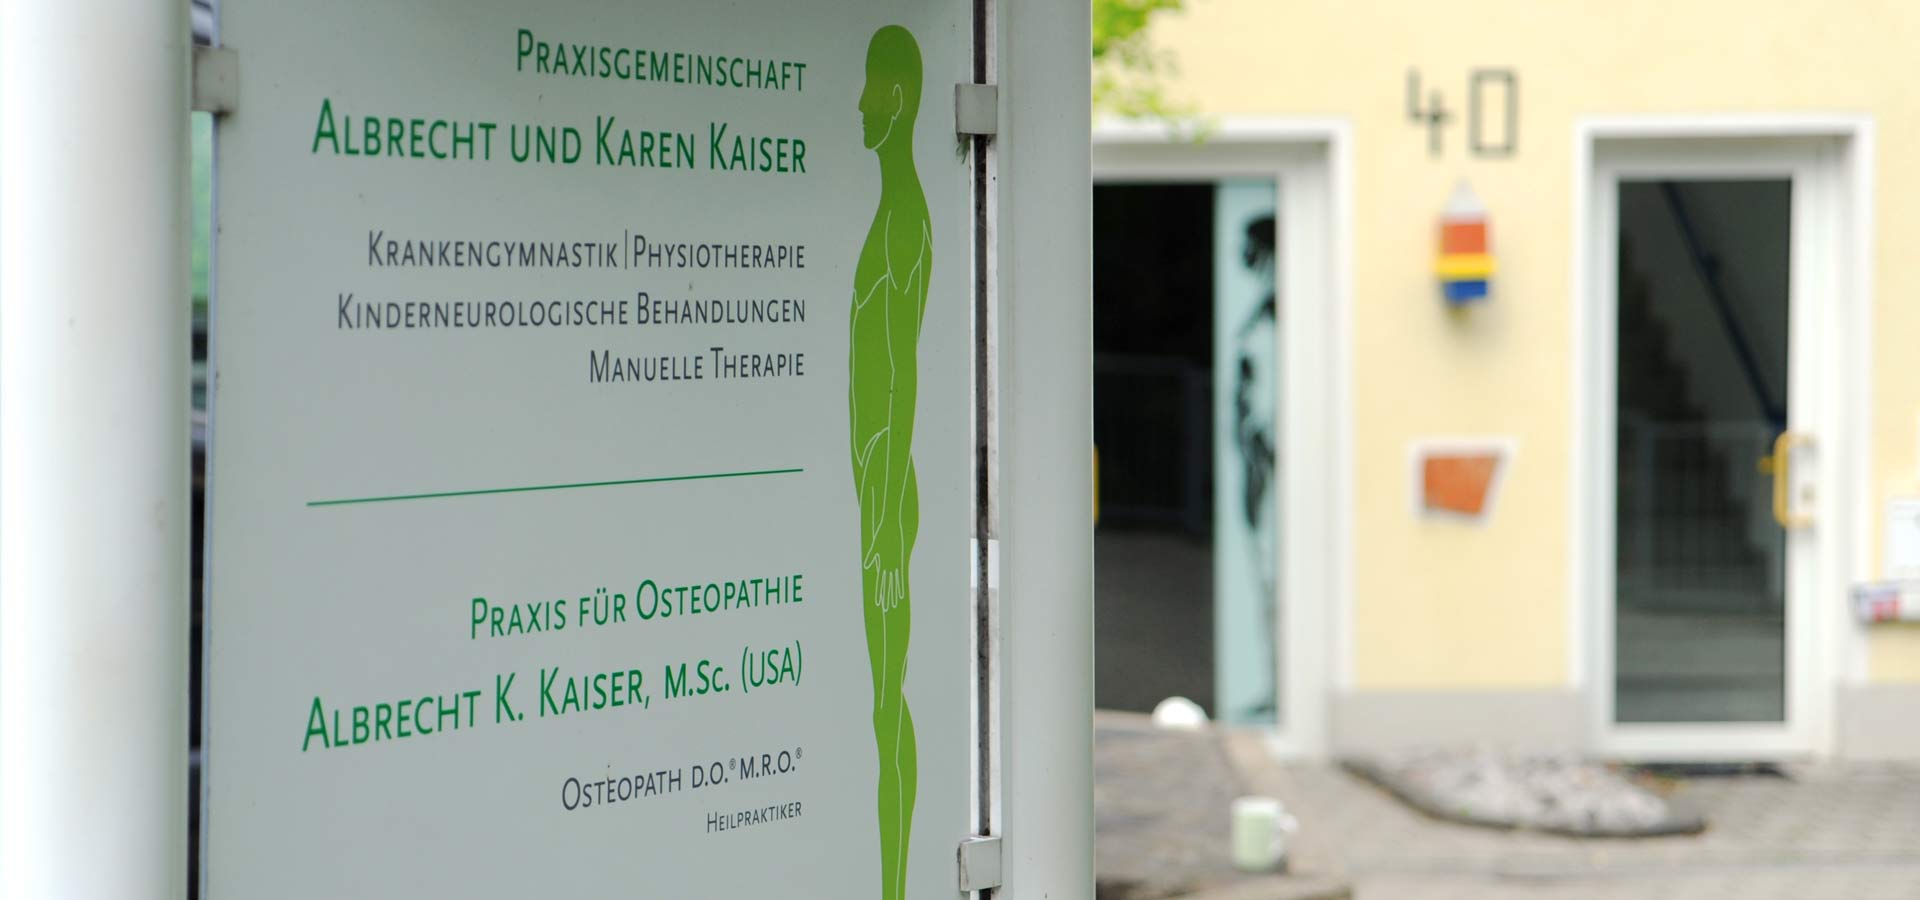 PRAXISGEMEINSCHAFT
ALBRECHT UND KAREN KAISER
KRANKENGYMNASTIK | PHYSIOTHERAPIE
KINDERNEUROLOGISCHE BEHANDLUNGEN
MANUELLE THERAPIE
PRAXIS FÜR OSTEOPATHIE
ALBRECHT K. KAISER, M.SC. (USA)
OSTEOPATH D.O.® M.R.O.®
HEILPRAKTIKER
40